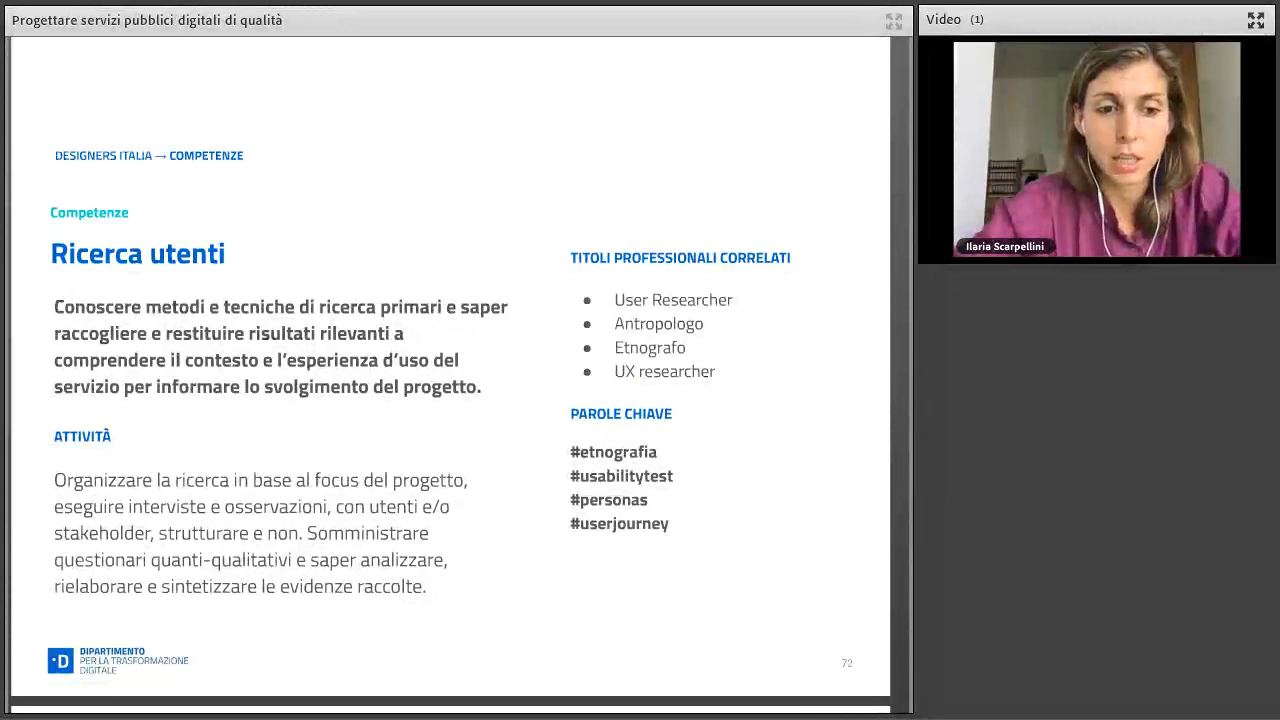 Progettare servizi pubblici digitali di qualità
Video (1)
Ilaria Scarpellini
DESIGNERS ITALIA → COMPETENZE
Competenze
Ricerca utenti
Conoscere metodi e tecniche di ricerca primari e saper
raccogliere e restituire risultati rilevanti a
comprendere il contesto e l'esperienza d'uso del
servizio per informare lo svolgimento del progetto.
ATTIVITÀ
Organizzare la ricerca in base al focus del progetto,
eseguire interviste e osservazioni, con utenti e/o
stakeholder, strutturare e non. Somministrare
questionari quanti-qualitativi e saper analizzare,
rielaborare e sintetizzare le evidenze raccolte.
TITOLI PROFESSIONALI CORRELATI
● User Researcher
● Antropologo
● Etnografo
● UX researcher
PAROLE CHIAVE
#etnografia
#usabilitytest
#personas
#userjourney
·D DIPARTIMENTO
PER LA TRASFORMAZIONE
DIGITALE
72